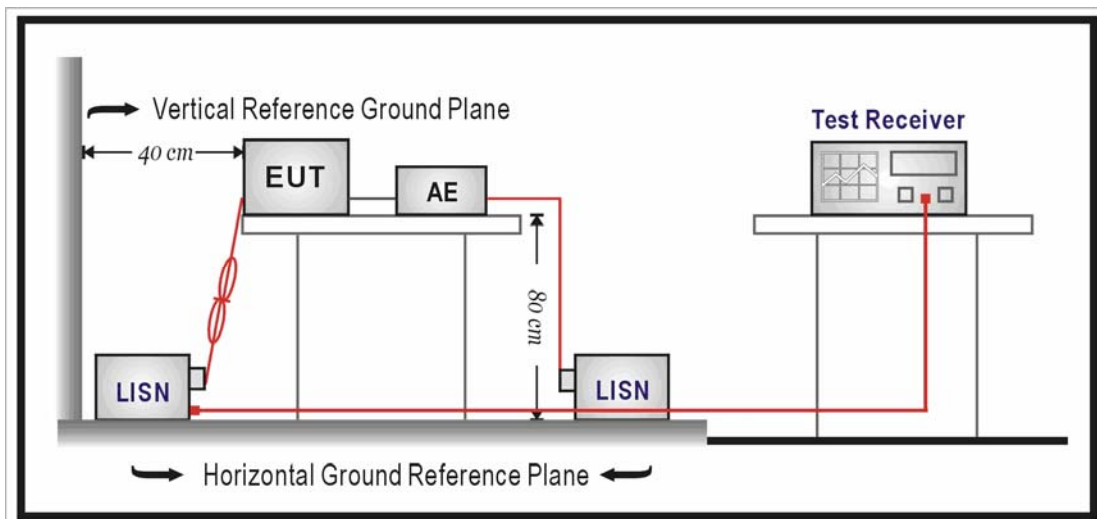 Vertical Reference Ground Plane
Test Receiver
40 cm
EUT
AE
80 cm
LISN
LISN
Horizontal Ground Reference Plane